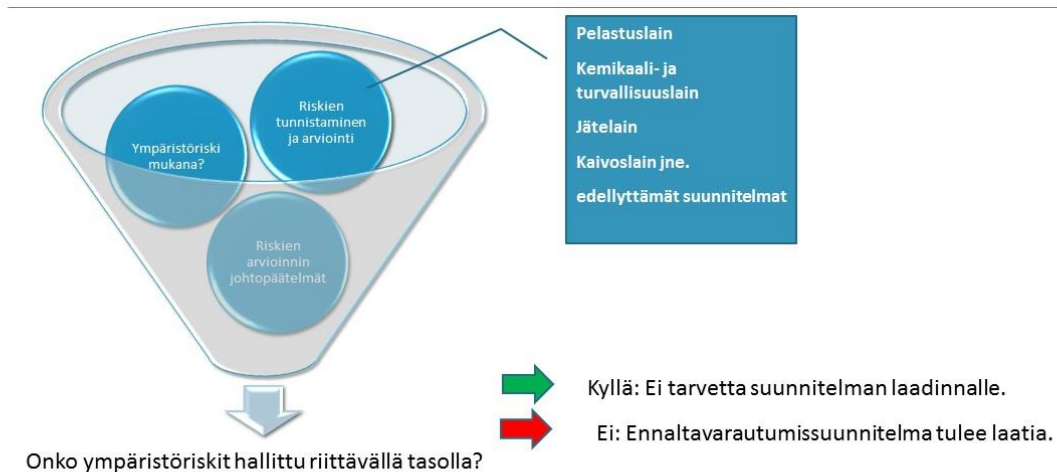 Pelastuslain
Kemikaali- ja
turvallisuuslain
Jätelain
Kaivoslain jne.
edellyttämät suunnitelmat
Riskien
tunnistaminen
ja arviointi
Ympäristöriski
mukana?
Riskien
arvioinnin
johtopäätelmät
Kyllä: Ei tarvetta suunnitelman laadinnalle.
Ei: Ennaltavarautumissuunnitelma tulee laatia.
Onko ympäristöriskit hallittu riittävällä tasolla?